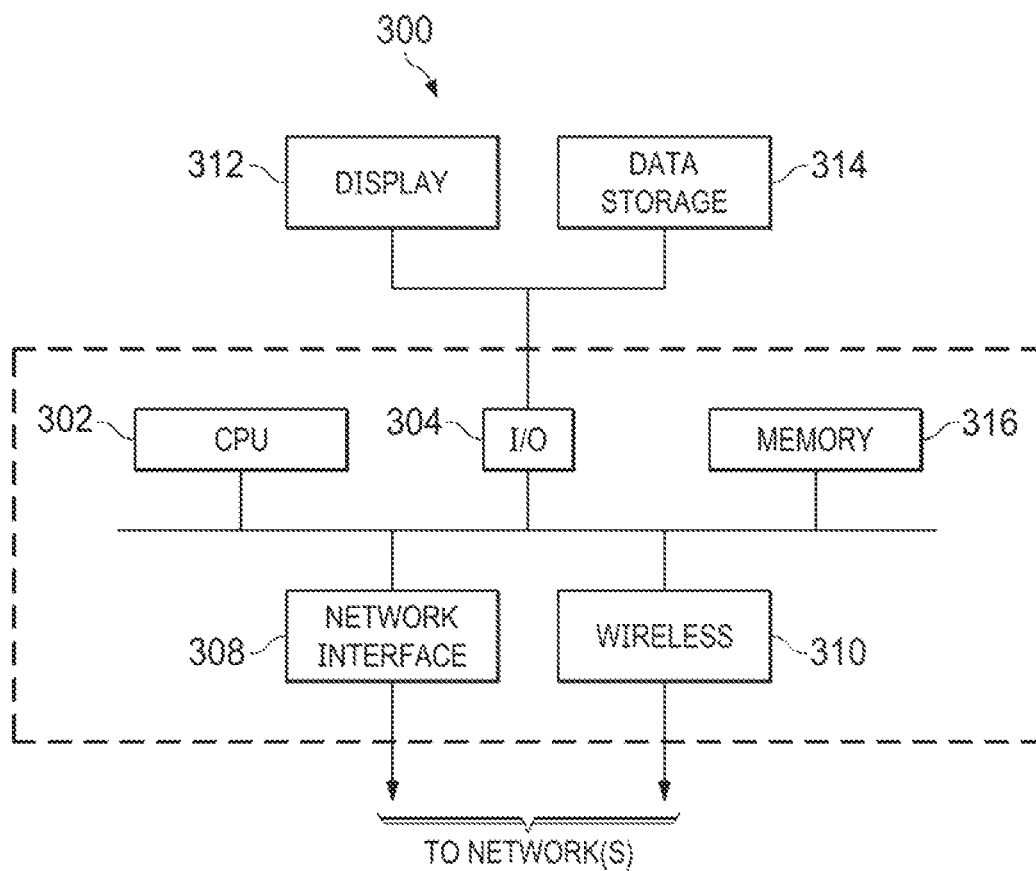 300
312
DISPLAY
DATA
STORAGE
314
302
CPU
304
I/O
MEMORY
316
308
NETWORK
INTERFACE
WIRELESS
310
TO NETWORK(S)